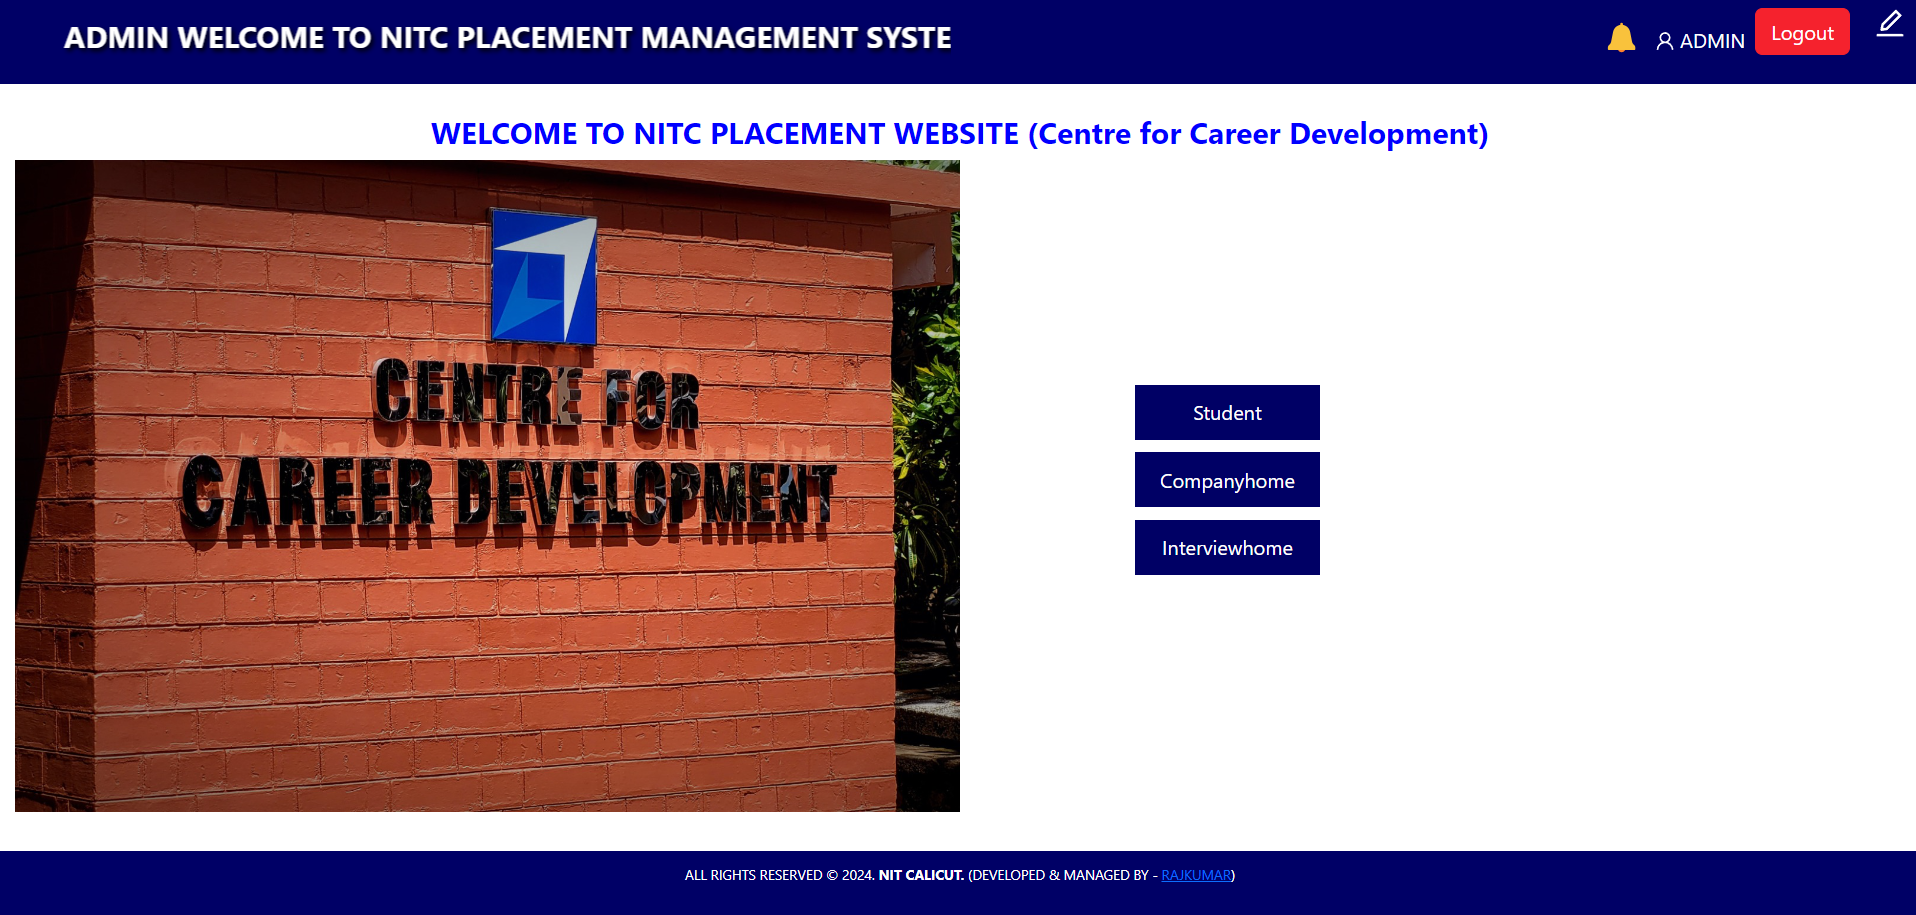 ADMIN WELCOME TO NITC PLACEMENT MANAGEMENT SYSTE
ADMIN
Logout
WELCOME TO NITC PLACEMENT WEBSITE (Centre for Career Development)
CENTRE FOR
CAREER DEVELOPMENT
Student
Companyhome
Interviewhome
ALL RIGHTS RESERVED © 2024. NIT CALICUT. (DEVELOPED & MANAGED BY - RAJKUMAR)